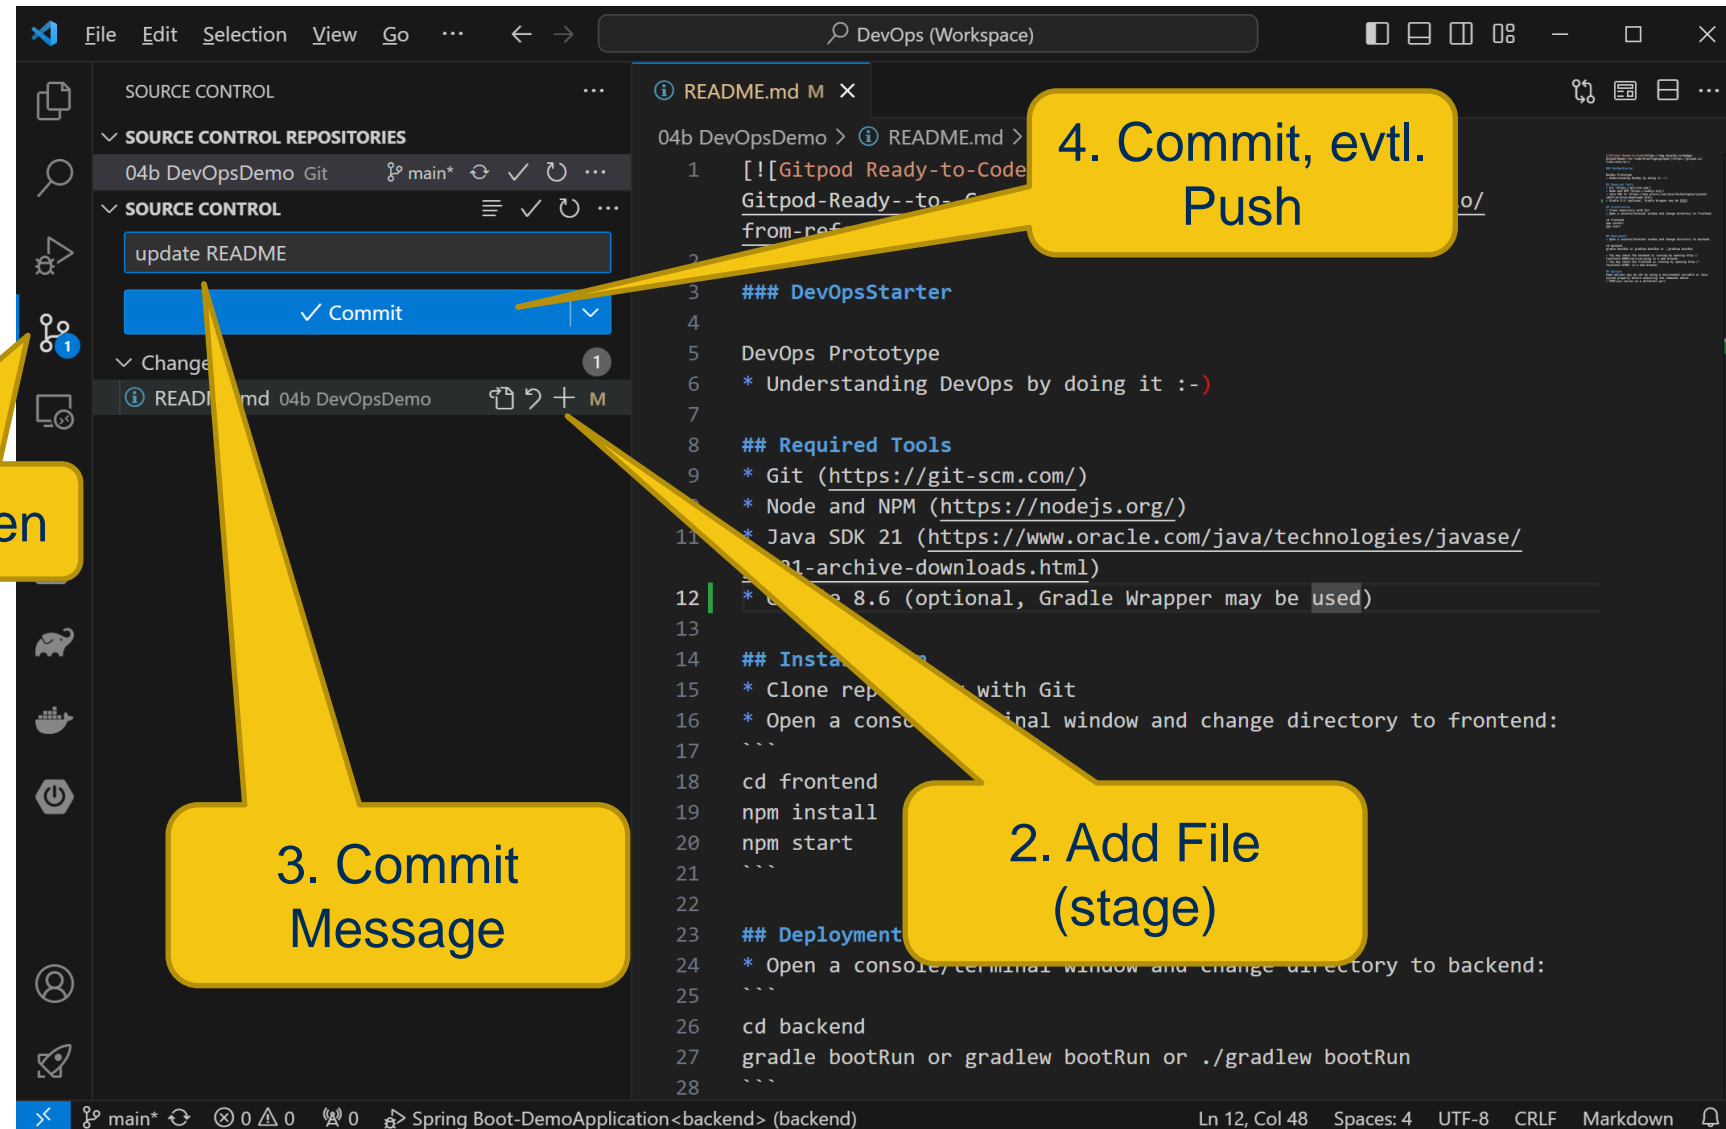 File Edit Selection View Go ··· DevOps (Workspace)
SOURCE CONTROL
SOURCE CONTROL REPOSITORIES
04b DevOpsDemo Git main*
SOURCE CONTROL
update README
Commit
Change
1
READ md 04b DevOpsDemo M
1
en
3. Commit
Message
README.md M
04b DevOpsDemo > README.md >
4. Commit, evtl.
Push
1 [![Gitpod Ready-to-Code
Gitpod-Ready--to- o/
2
3 ### DevOpsStarter
4
5 DevOps Prototype
6 * Understanding DevOps by doing it :-)
7
8 ## Required Tools
9 * Git (https://git-scm.com/)
* Node and NPM (https://nodejs.org/)
11 * Java SDK 21 (https://www.oracle.com/java/technologies/javase/
-archive-downloads.html)
12 * 8.6 (optional, Gradle Wrapper may be used)
13
14 ##
15 * Clone with Git
16 * Open a window and change directory to frontend:
17 ```
18 cd frontend
19 npm install
20 npm start
21 ```
22
2. Add File
(stage)
23 ## Deployment
24 * Open a console/terminal window and change directory to backend:
25 ```
26 cd backend
27 gradle bootRun or gradlew bootRun or ./gradlew bootRun
28 ```
main* 0 0 0 Spring Boot-DemoApplication<backend> (backend) Ln 12, Col 48 Spaces: 4 UTF-8 CRLF Markdown